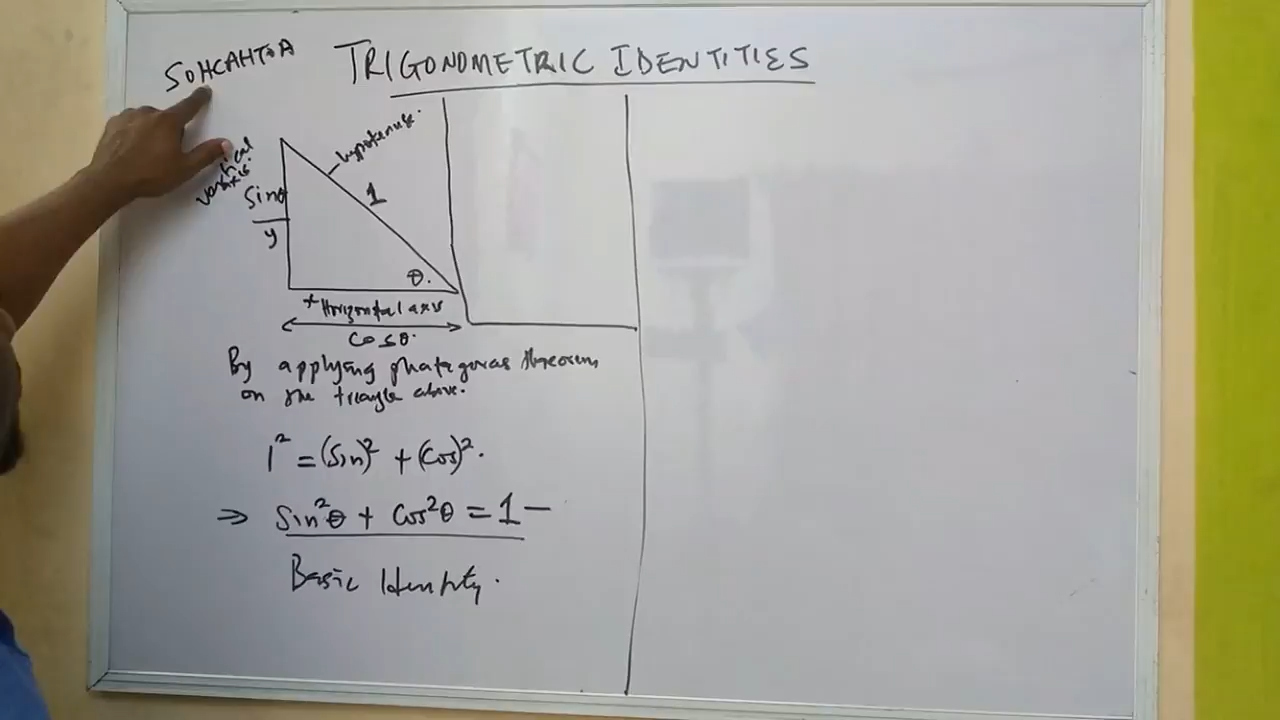 SOHCAHTOA
TRIGONOMETRIC IDENTITIES
hypotenuse.
vertical
axis.
Sinθ
y
1
θ.
x Horizontal axis
Cosθ.
By applying phatagoras theorem
on the triangle above.
1² = (Sin)² + (Cos)².
⇒ Sin²θ + Cos²θ = 1 –
Basic Identity.